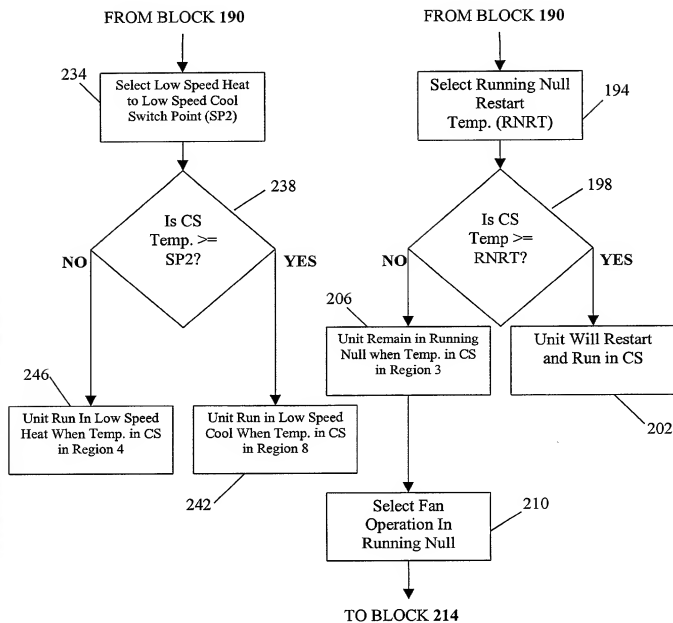 FROM BLOCK 190
234
Select Low Speed Heat
to Low Speed Cool
Switch Point (SP2)
238
Is CS
Temp. >=
SP2?
NO
YES
246
Unit Run In Low Speed
Heat When Temp. in CS
in Region 4
Unit Run in Low Speed
Cool When Temp. in CS
in Region 8
242
FROM BLOCK 190
Select Running Null
Restart
Temp. (RNRT)
194
198
Is CS
Temp >=
RNRT?
NO
YES
206
Unit Remain in Running
Null when Temp. in CS
in Region 3
Unit Will Restart
and Run in CS
202
Select Fan
Operation In
Running Null
210
TO BLOCK 214